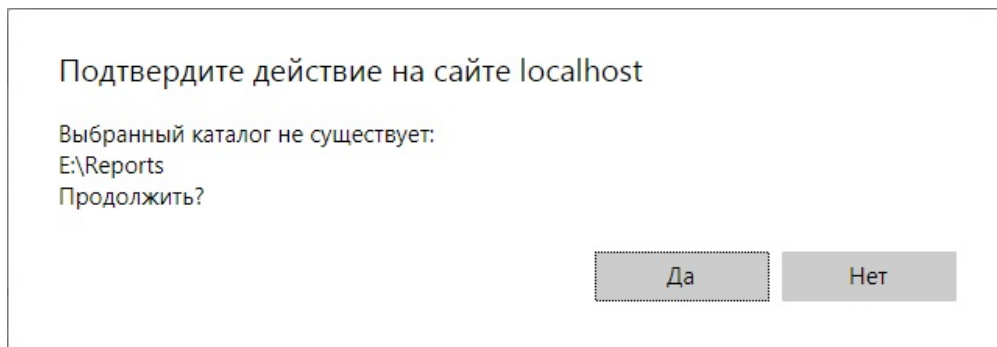 Подтвердите действие на сайте localhost
Выбранный каталог не существует:
E:\Reports
Продолжить?
Да
Нет